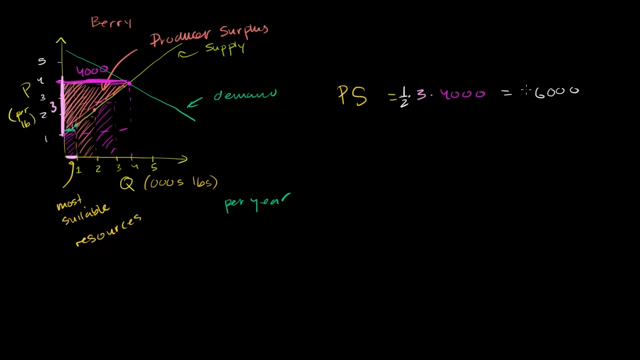 Berry
Producer Surplus
Supply
5
4000
P
4
3
3
demand
(per lb)
2
1
PS = 1/2 · 3 · 4000 = 6000
1 2 3 4 5
Q (000s lbs)
most suitable
resources
per year